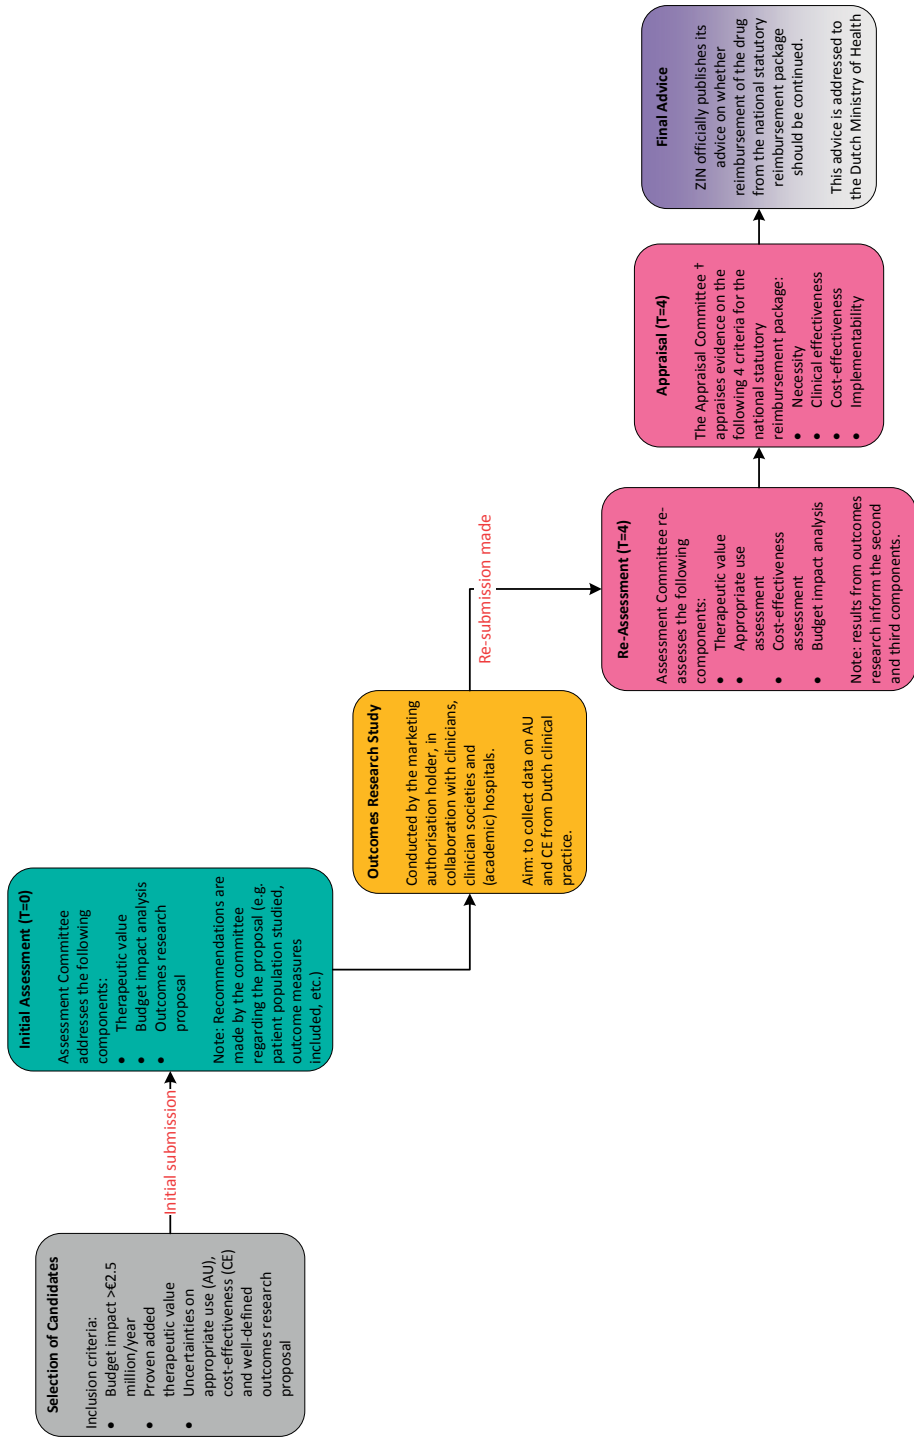 Selection of Candidates
Inclusion criteria:
• Budget impact >€2.5
million/year
• Proven added
therapeutic value
• Uncertainties on
appropriate use (AU),
cost-effectiveness (CE)
and well-defined
outcomes research
proposal
Initial submission
Initial Assessment (T=0)
Assessment Committee
addresses the following
components:
• Therapeutic value
• Budget impact analysis
• Outcomes research
proposal
Note: Recommendations are
made by the committee
regarding the proposal (e.g.
patient population studied,
outcome measures
included, etc.)
Outcomes Research Study
Conducted by the marketing
authorisation holder, in
collaboration with clinicians,
clinician societies and
(academic) hospitals.
Aim: to collect data on AU
and CE from Dutch clinical
practice.
Re-submission made
Re-Assessment (T=4)
Assessment Committee re-
assesses the following
components:
• Therapeutic value
• Appropriate use
assessment
• Cost-effectiveness
assessment
• Budget impact analysis
Note: results from outcomes
research inform the second
and third components.
Appraisal (T=4)
The Appraisal Committee †
appraises evidence on the
following 4 criteria for the
national statutory
reimbursement package:
• Necessity
• Clinical effectiveness
• Cost-effectiveness
• Implementability
Final Advice
ZIN officially publishes its
advice on whether
reimbursement of the drug
from the national statutory
reimbursement package
should be continued.
This advice is addressed to
the Dutch Ministry of Health